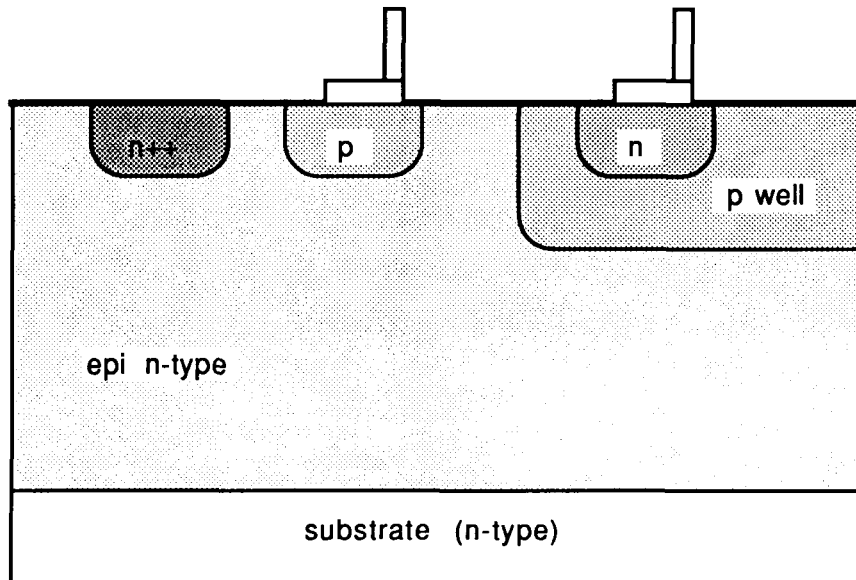 n++
p
n
p well
epi n-type
substrate (n-type)